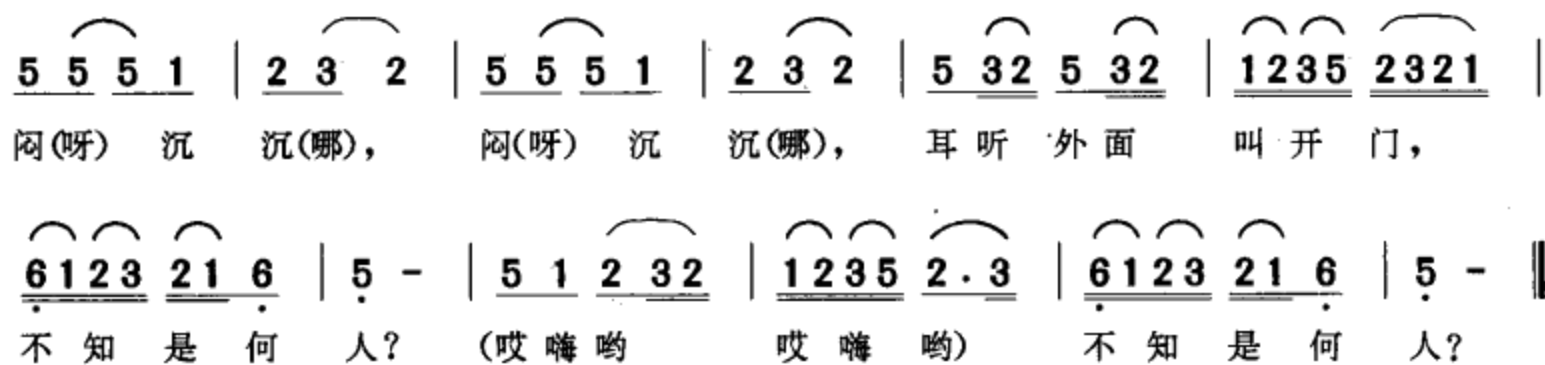 5 5 5 1 | 2 3 2 | 5 5 5 1 | 2 3 2 | 5 32 5 32 | 1235 2321 |
闷(呀) 沉 沉(哪), 闷(呀) 沉 沉(哪), 耳听 外面 叫开 门,
6123 21 6 | 5 - | 5 1 2 32 | 1235 2·3 | 6123 21 6 | 5 - ‖
不知 是 何 人? (哎嗨哟 哎嗨 哟) 不知 是 何 人?